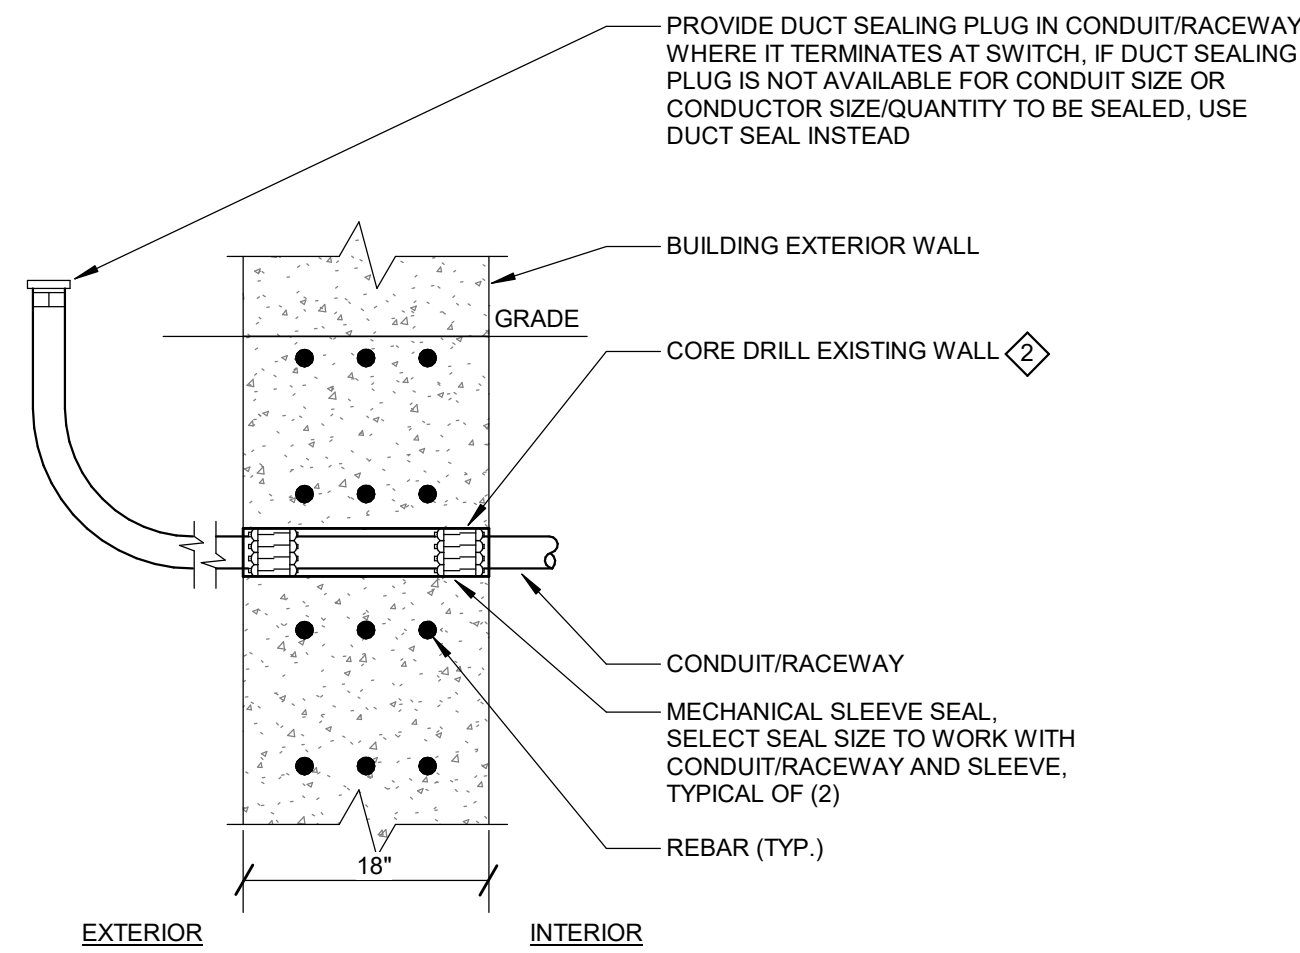 PROVIDE DUCT SEALING PLUG IN CONDUIT/RACEWAY
WHERE IT TERMINATES AT SWITCH, IF DUCT SEALING
PLUG IS NOT AVAILABLE FOR CONDUIT SIZE OR
CONDUCTOR SIZE/QUANTITY TO BE SEALED, USE
DUCT SEAL INSTEAD
BUILDING EXTERIOR WALL
GRADE
CORE DRILL EXISTING WALL 2
CONDUIT/RACEWAY
MECHANICAL SLEEVE SEAL,
SELECT SEAL SIZE TO WORK WITH
CONDUIT/RACEWAY AND SLEEVE,
TYPICAL OF (2)
REBAR (TYP.)
18"
EXTERIOR
INTERIOR